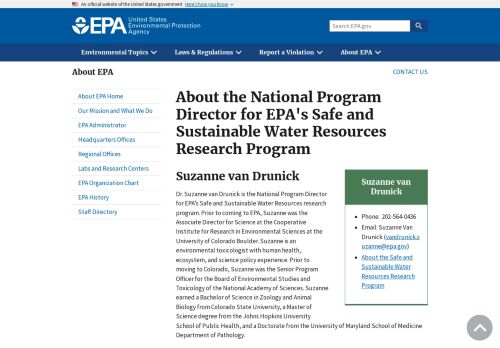 An official website of the United States government Here's how you know
EPA
United States
Environmental Protection
Agency
Search EPA.gov
Environmental Topics
Laws & Regulations
Report a Violation
About EPA
About EPA
CONTACT US
About EPA Home
Our Mission and What We Do
EPA Administrator
Headquarters Offices
Regional Offices
Labs and Research Centers
EPA Organization Chart
EPA History
Staff Directory
About the National Program
Director for EPA's Safe and
Sustainable Water Resources
Research Program
Suzanne van Drunick
Dr. Suzanne van Drunick is the National Program Director
for EPA's Safe and Sustainable Water Resources research
program. Prior to coming to EPA, Suzanne was the
Associate Director for Science at the Cooperative
Institute for Research in Environmental Sciences at the
University of Colorado Boulder. Suzanne is an
environmental toxicologist with human health,
ecosystem, and science policy experience. Prior to
moving to Colorado, Suzanne was the Senior Program
Officer for the Board of Environmental Studies and
Toxicology of the National Academy of Sciences. Suzanne
earned a Bachelor of Science in Zoology and Animal
Biology from Colorado State University, a Master of
Science degree from the Johns Hopkins University
School of Public Health, and a Doctorate from the University of Maryland School of Medicine
Department of Pathology.
Suzanne van
Drunick
Phone: 202-564-0436
Email: Suzanne Van
Drunick (vandrunick.s
uzanne@epa.gov)
About the Safe and
Sustainable Water
Resources Research
Program